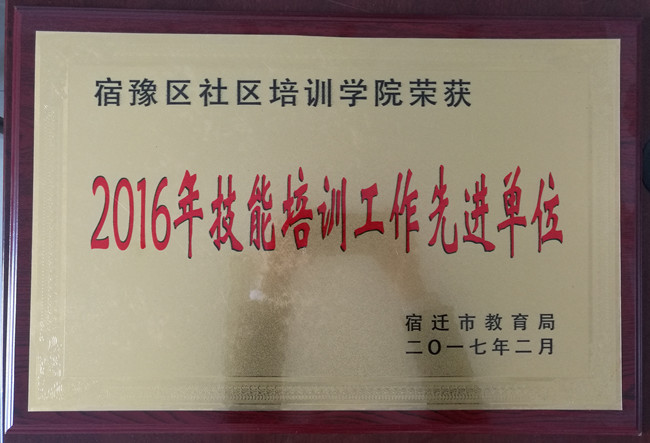 宿豫区社区培训学院荣获
2016年技能培训工作先进单位
宿迁市教育局
二〇一七年二月